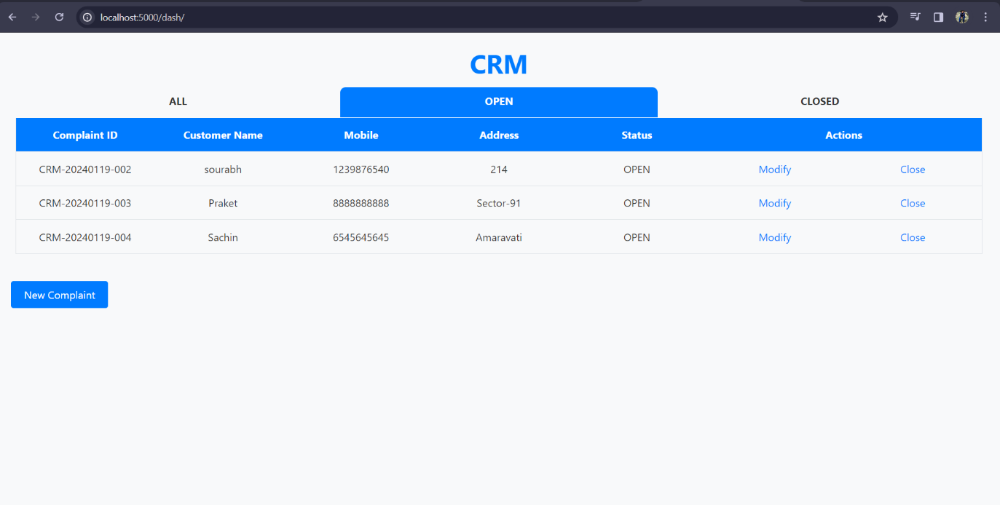 localhost:5000/dash/
CRM
ALL OPEN CLOSED
Complaint ID Customer Name Mobile Address Status Actions
CRM-20240119-002 sourabh 1239876540 214 OPEN Modify Close
CRM-20240119-003 Praket 8888888888 Sector-91 OPEN Modify Close
CRM-20240119-004 Sachin 6545645645 Amaravati OPEN Modify Close
New Complaint